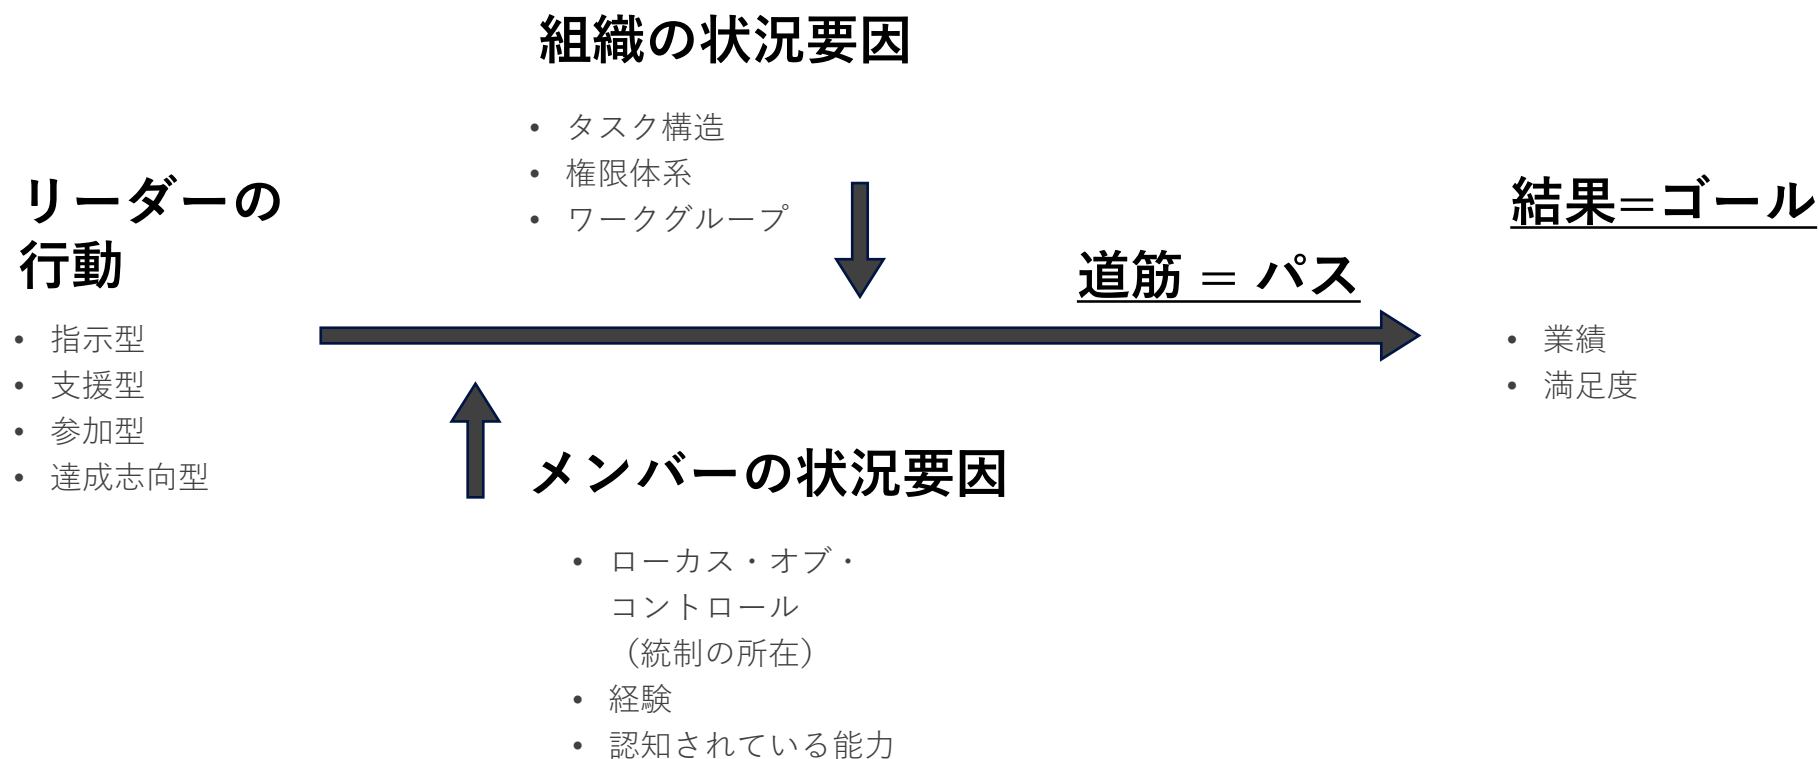 組織の状況要因
• タスク構造
• 権限体系
• ワークグループ
リーダーの
行動
• 指示型
• 支援型
• 参加型
• 達成志向型
道筋 = パス
結果=ゴール
• 業績
• 満足度
メンバーの状況要因
• ローカス・オブ・
コントロール
（統制の所在）
• 経験
• 認知されている能力